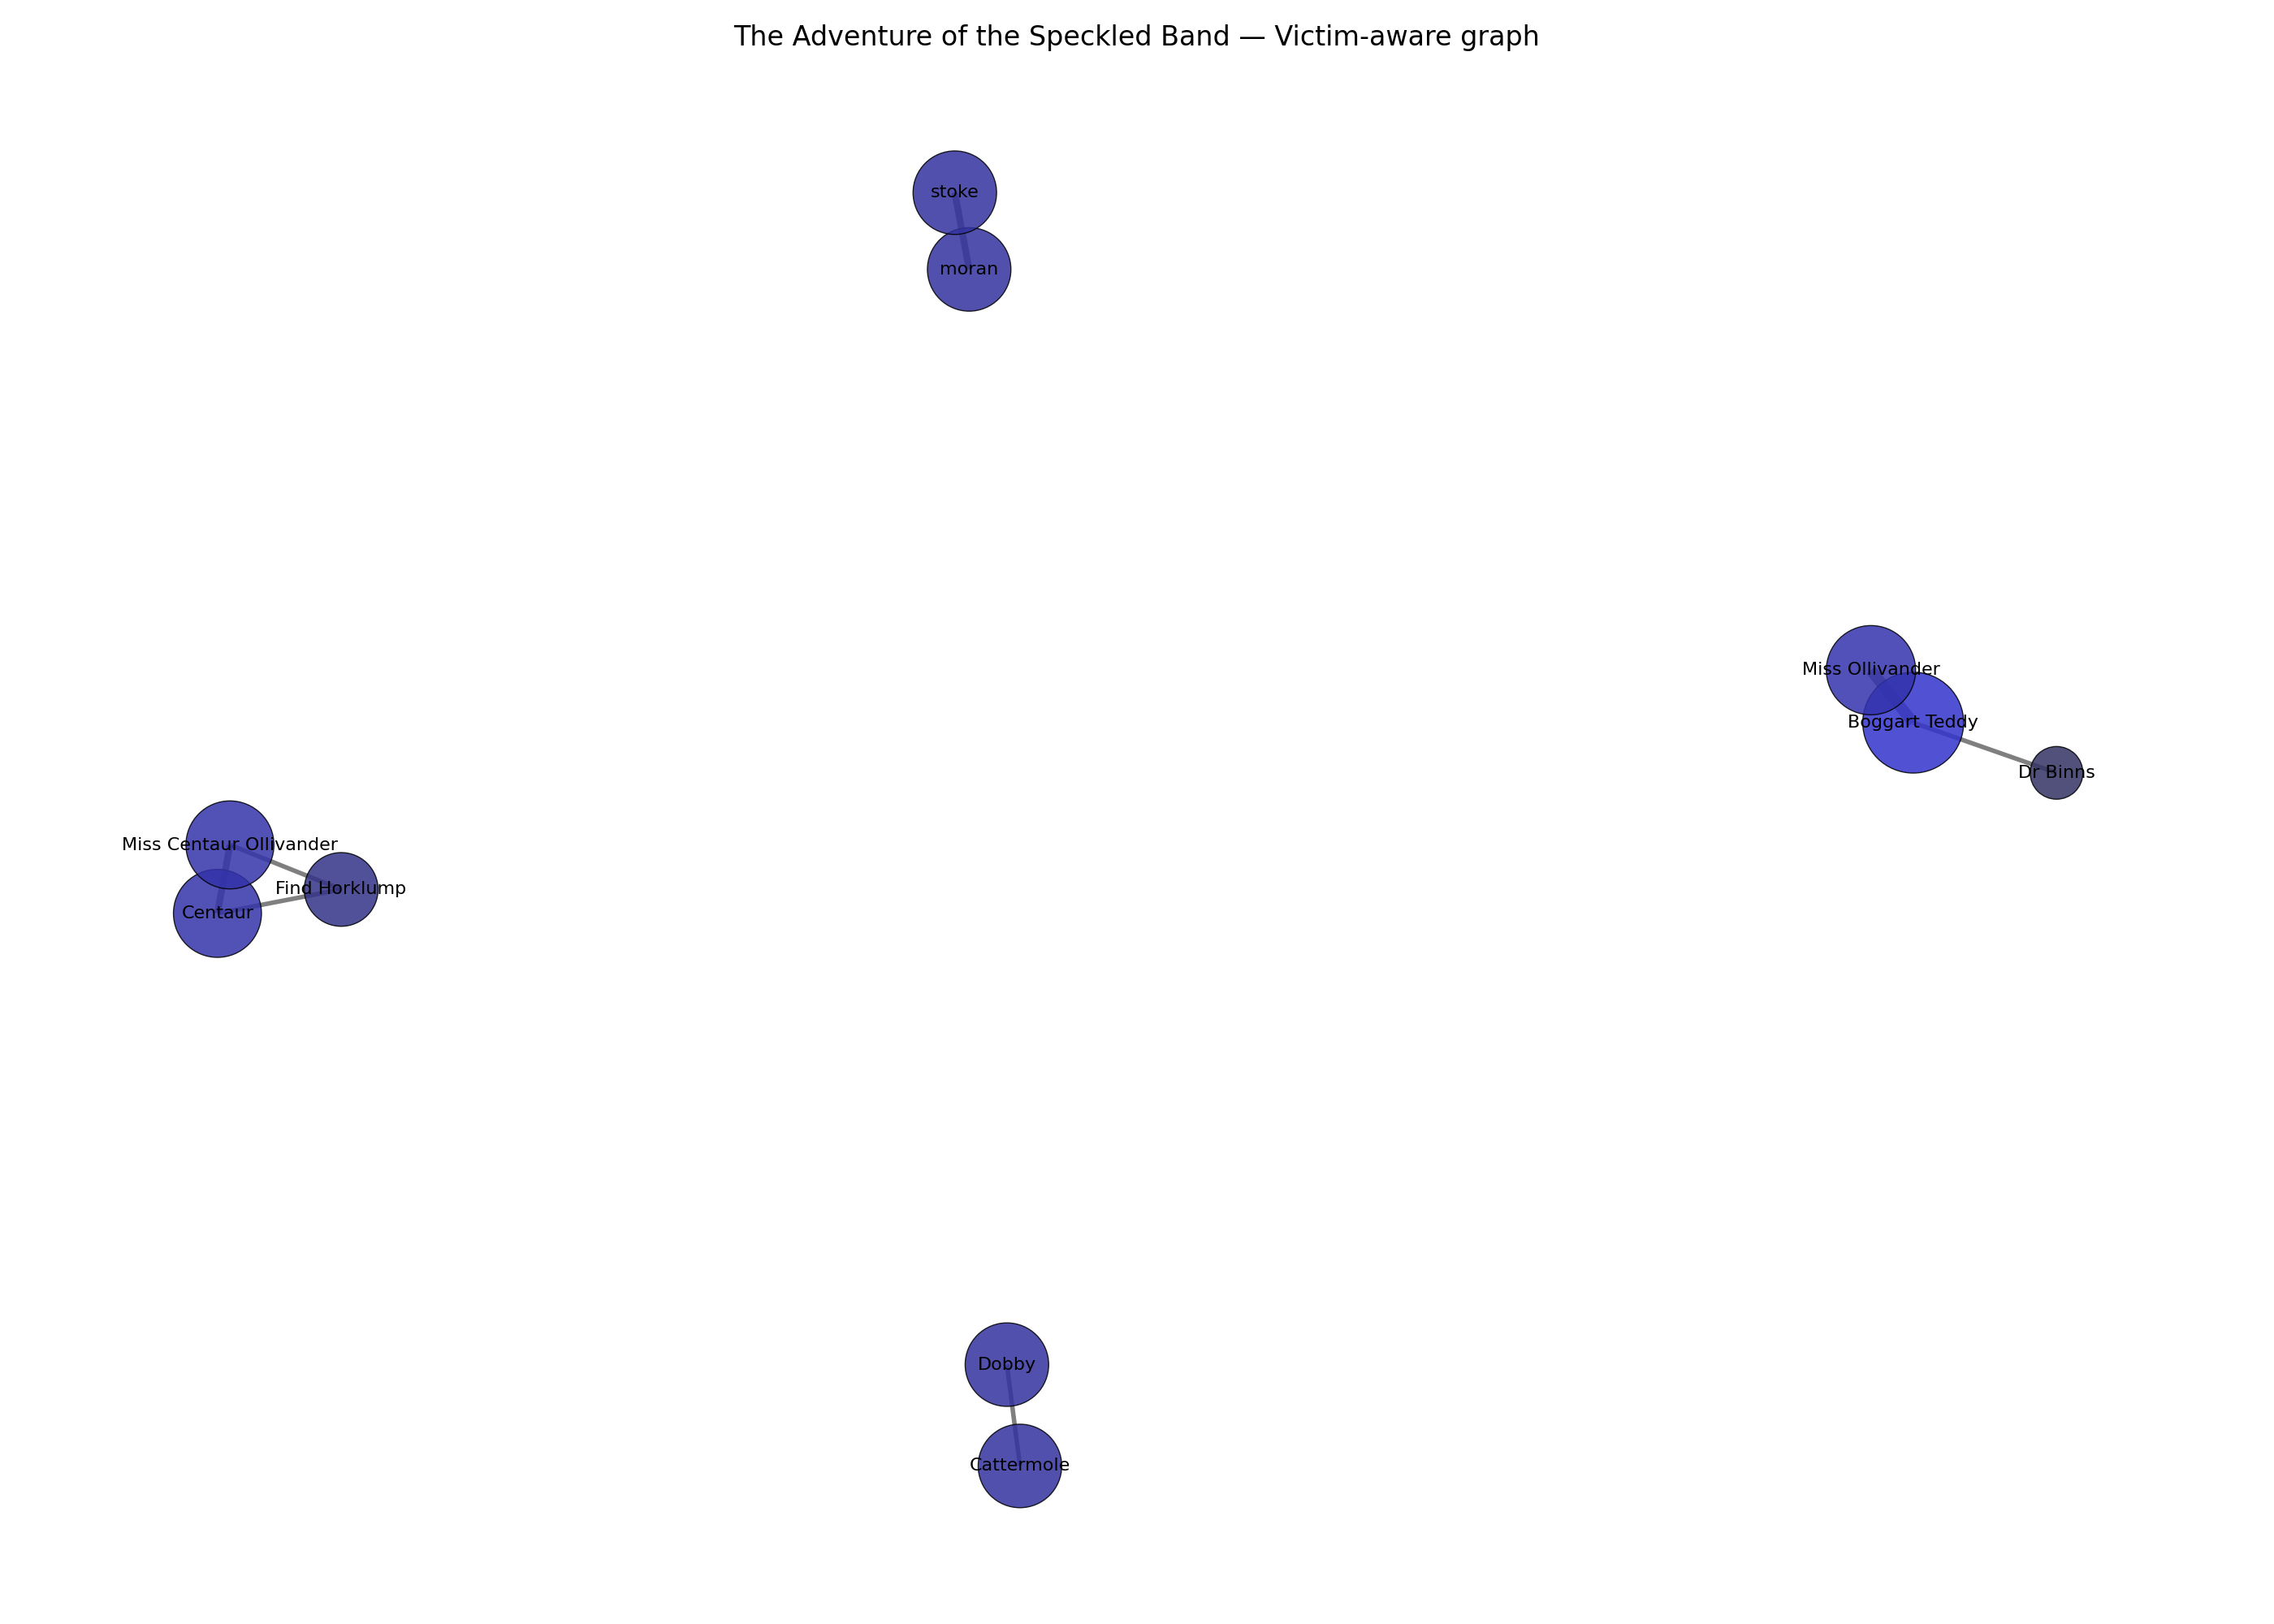 The Adventure of the Speckled Band — Victim-aware graph
stoke
moran
Miss Ollivander
Boggart Teddy
Dr Binns
Miss Centaur Ollivander
Find Horklump
Centaur
Dobby
Cattermole